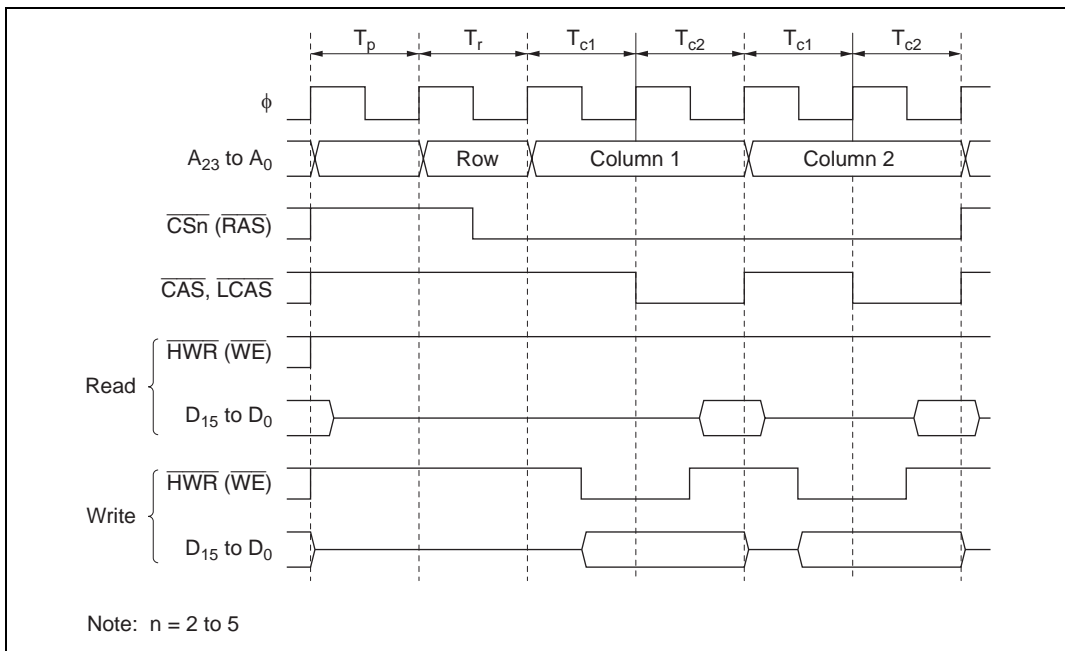 Tp Tr Tc1 Tc2 Tc1 Tc2
ϕ
A23 to A0 Row Column 1 Column 2
CSn (RAS)
CAS, LCAS
HWR (WE)
Read
D15 to D0
HWR (WE)
Write
D15 to D0
Note: n = 2 to 5